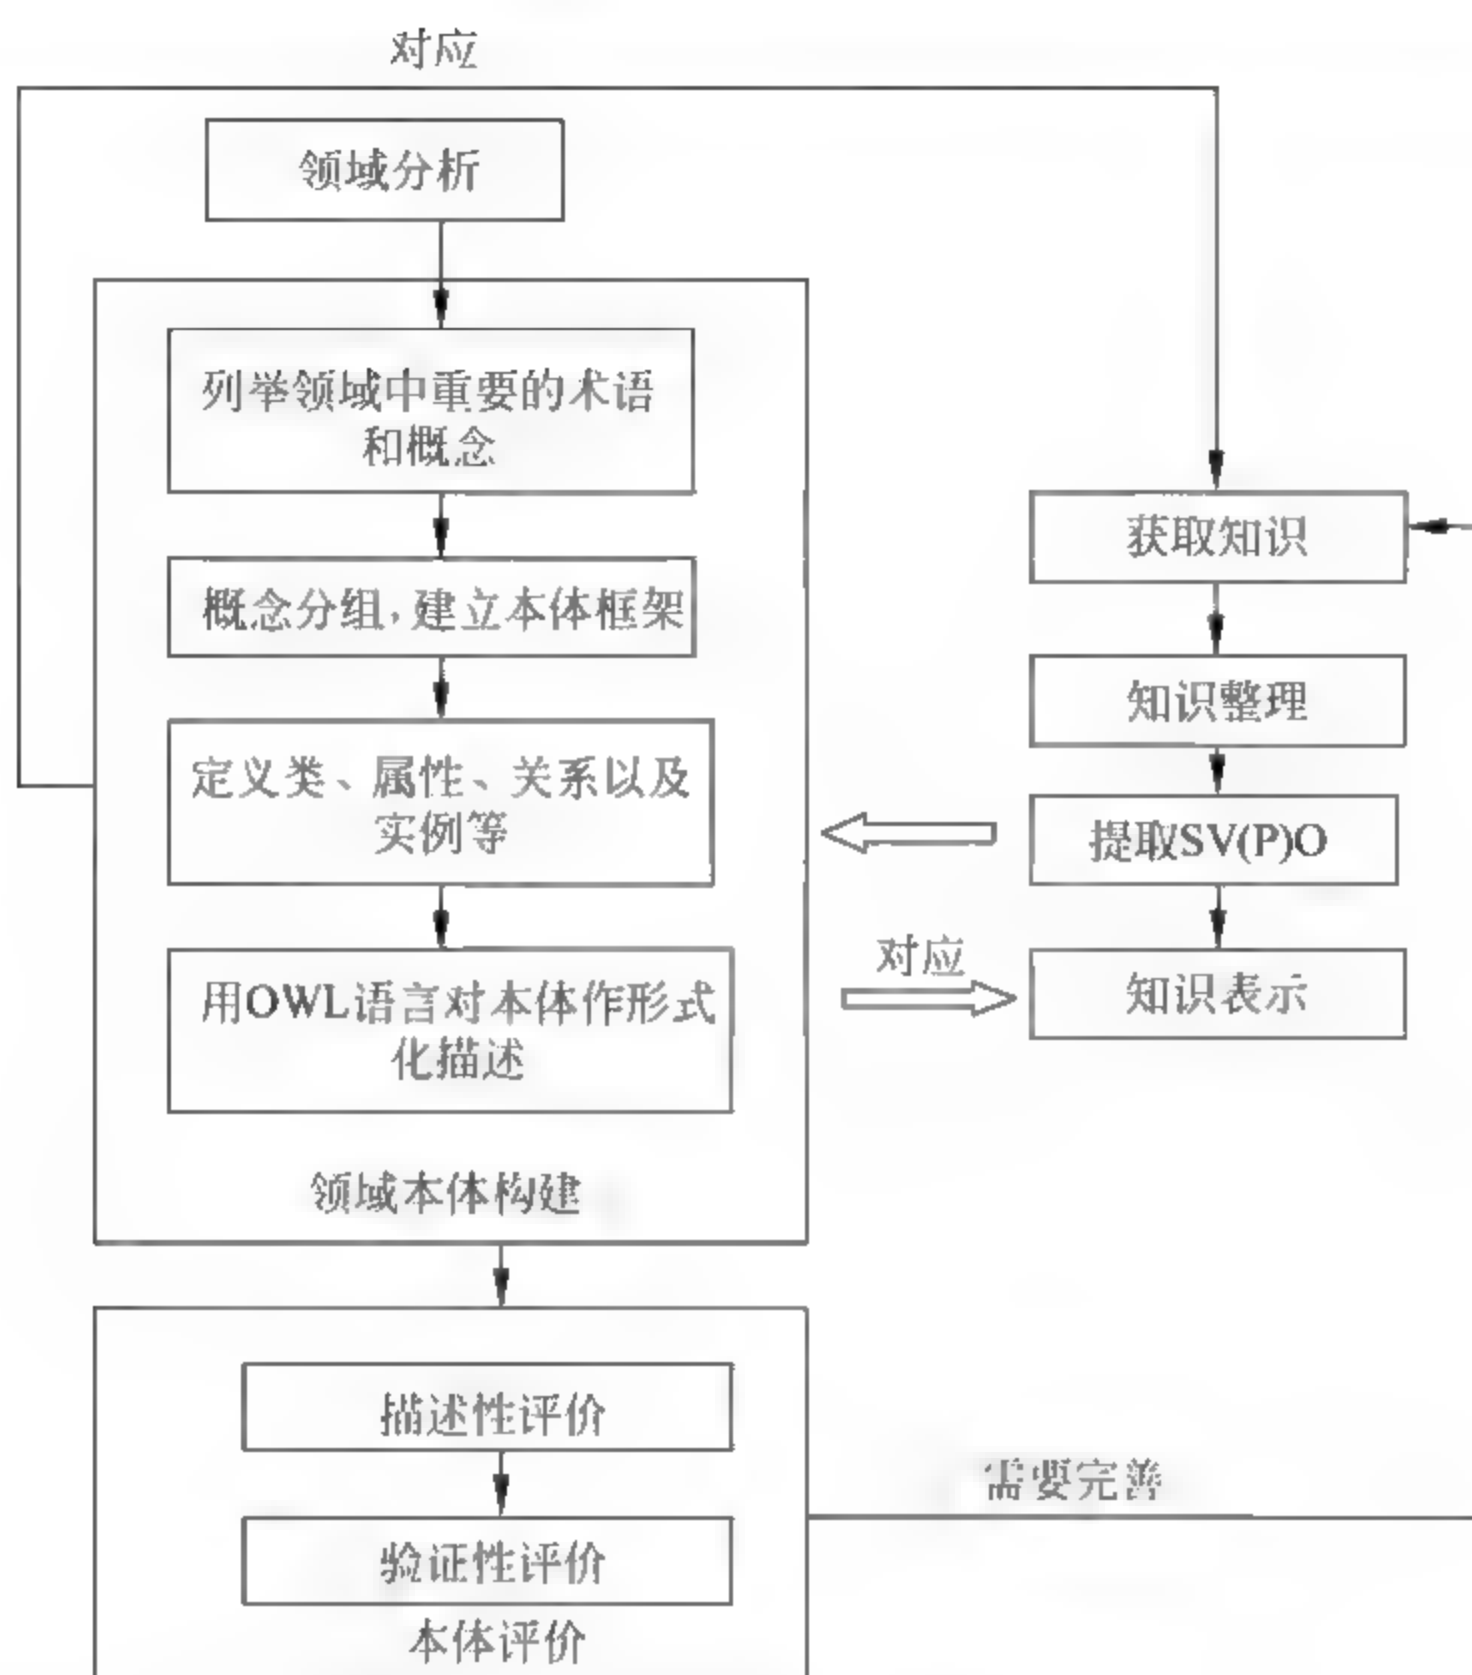 对应
领域分析
列举领域中重要的术语
和概念
概念分组,建立本体框架
定义类、属性、关系以及
实例等
用OWL语言对本体作形式
化描述
领域本体构建
获取知识
知识整理
提取SV(P)O
对应
知识表示
描述性评价
验证性评价
本体评价
需要完善